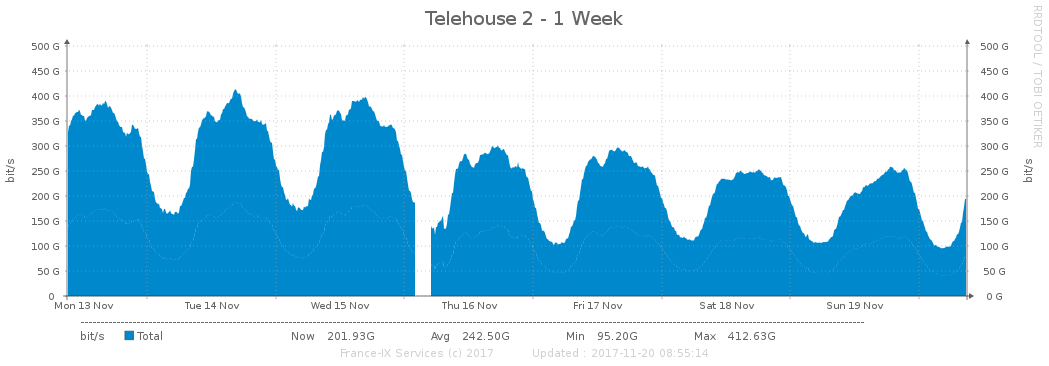 Telehouse 2 - 1 Week
RRDTOOL / TOBI OETIKER
500 G 500 G
450 G 450 G
400 G 400 G
350 G 350 G
300 G 300 G
250 G 250 G
200 G 200 G
150 G 150 G
100 G 100 G
50 G 50 G
0 0 G
bit/s
bit/s
Mon 13 Nov Tue 14 Nov Wed 15 Nov Thu 16 Nov Fri 17 Nov Sat 18 Nov Sun 19 Nov
bit/s Total Now 201.93G Avg 242.50G Min 95.20G Max 412.63G
France-IX Services (c) 2017 Updated : 2017-11-20 08:55:14